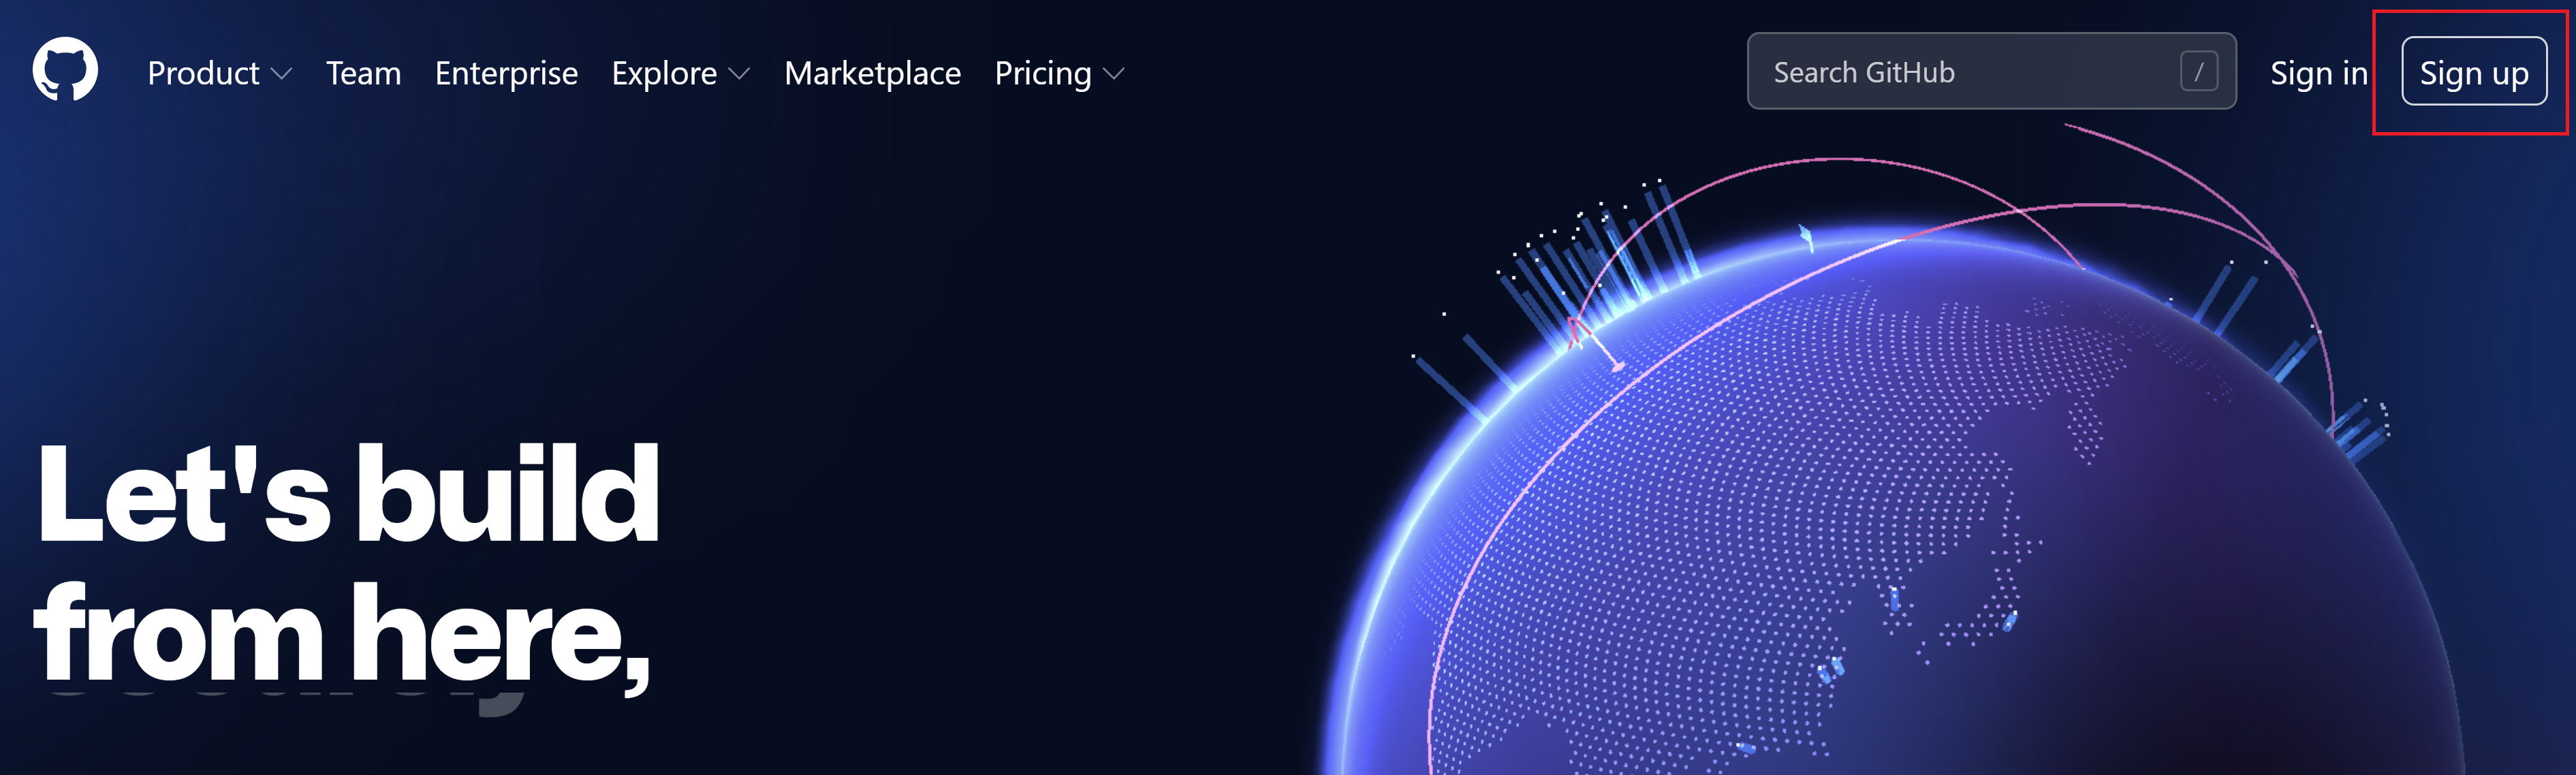 Product Team Enterprise Explore Marketplace Pricing Search GitHub / Sign in Sign up
Let's build
from here,